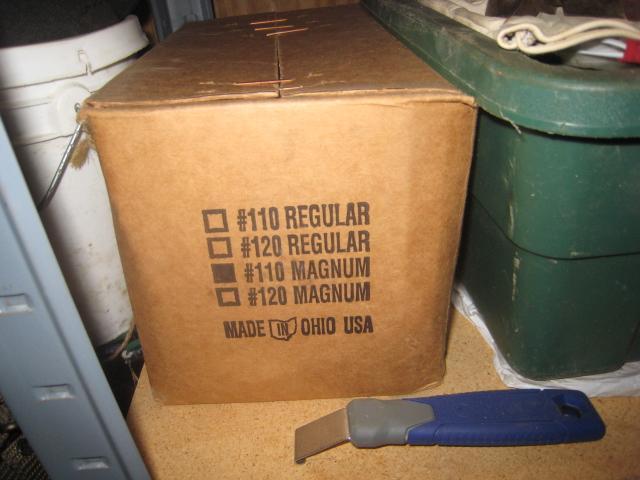 #110 REGULAR
#120 REGULAR
#110 MAGNUM
#120 MAGNUM
MADE IN OHIO USA